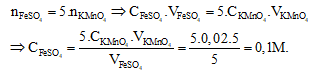 n_FeSO₄ = 5.n_KMnO₄ ⇒ C_FeSO₄.V_FeSO₄ = 5.C_KMnO₄.V_KMnO₄
⇒ C_FeSO₄ = (5.C_KMnO₄.V_KMnO₄)/(V_FeSO₄) = (5.0,02.5)/5 = 0,1M.